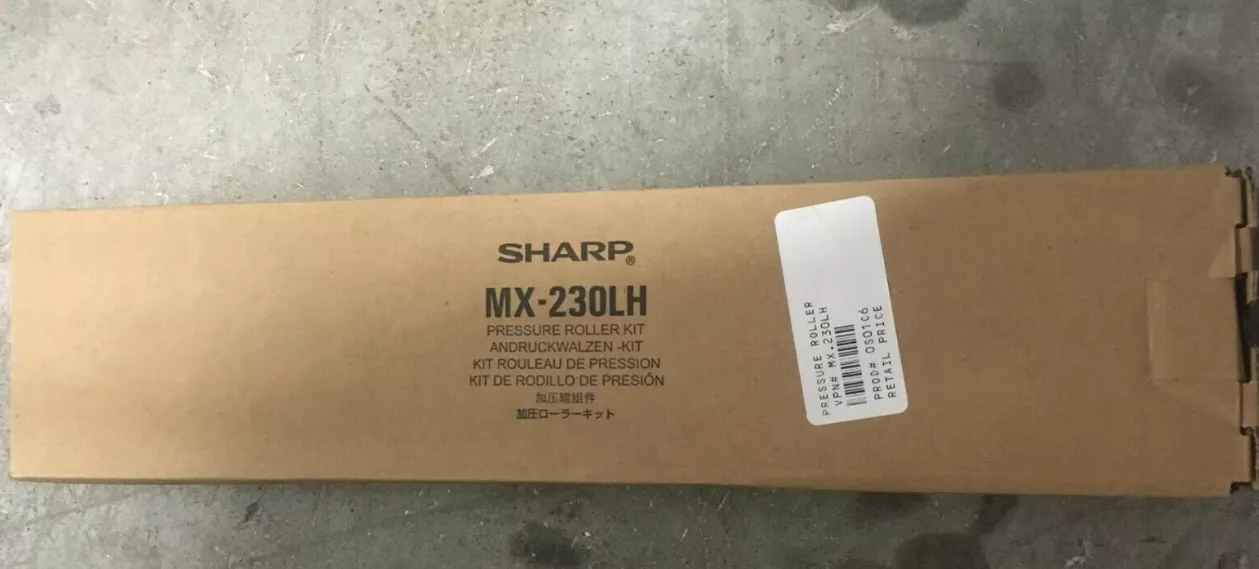 SHARP®
MX-230LH
PRESSURE ROLLER KIT
ANDRUCKWALZEN -KIT
KIT ROULEAU DE PRESSION
KIT DE RODILLO DE PRESIÓN
加压辊组件
加圧ローラーキット
PRESSURE ROLLER
VPN# MX.230LH
PROD# OS01C6
RETAIL PRICE